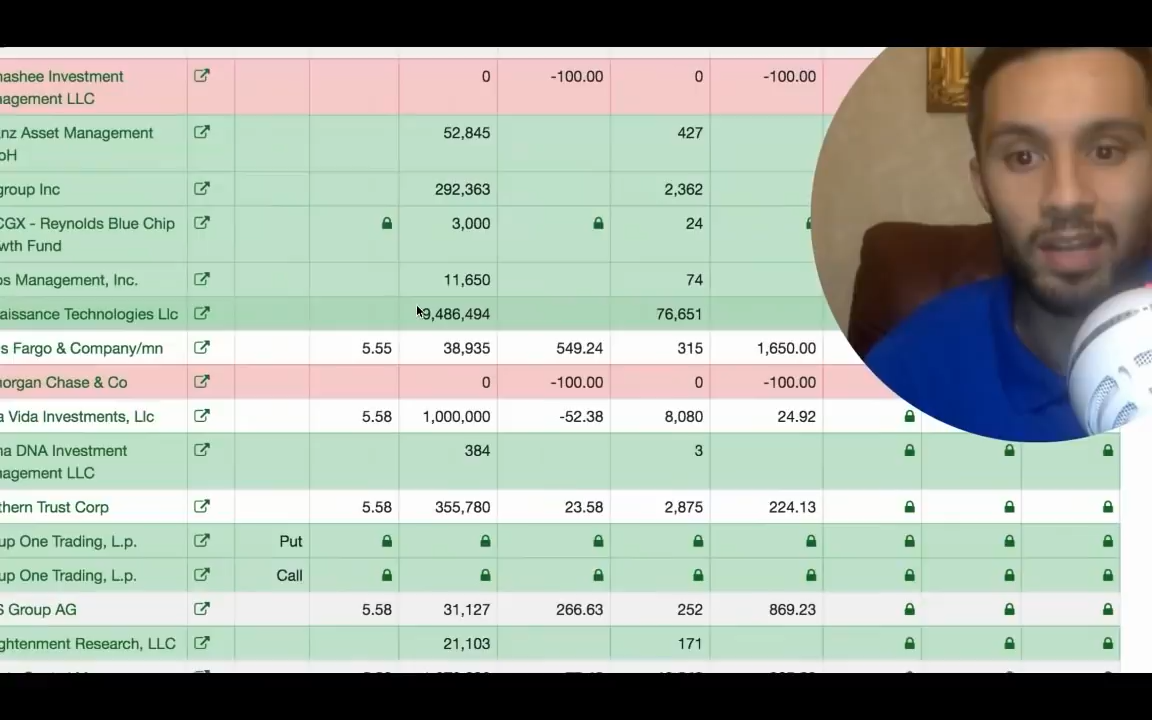 nashee Investment 0 -100.00 0 -100.00
nagement LLC
nz Asset Management 52,845 427
bH
group Inc 292,363 2,362
CGX - Reynolds Blue Chip 3,000 24
wth Fund
os Management, Inc. 11,650 74
aissance Technologies Llc 9,486,494 76,651
s Fargo & Company/mn 5.55 38,935 549.24 315 1,650.00
morgan Chase & Co 0 -100.00 0 -100.00
a Vida Investments, Llc 5.58 1,000,000 -52.38 8,080 24.92
na DNA Investment 384 3
nagement LLC
thern Trust Corp 5.58 355,780 23.58 2,875 224.13
up One Trading, L.p. Put
up One Trading, L.p. Call
S Group AG 5.58 31,127 266.63 252 869.23
ghtenment Research, LLC 21,103 171